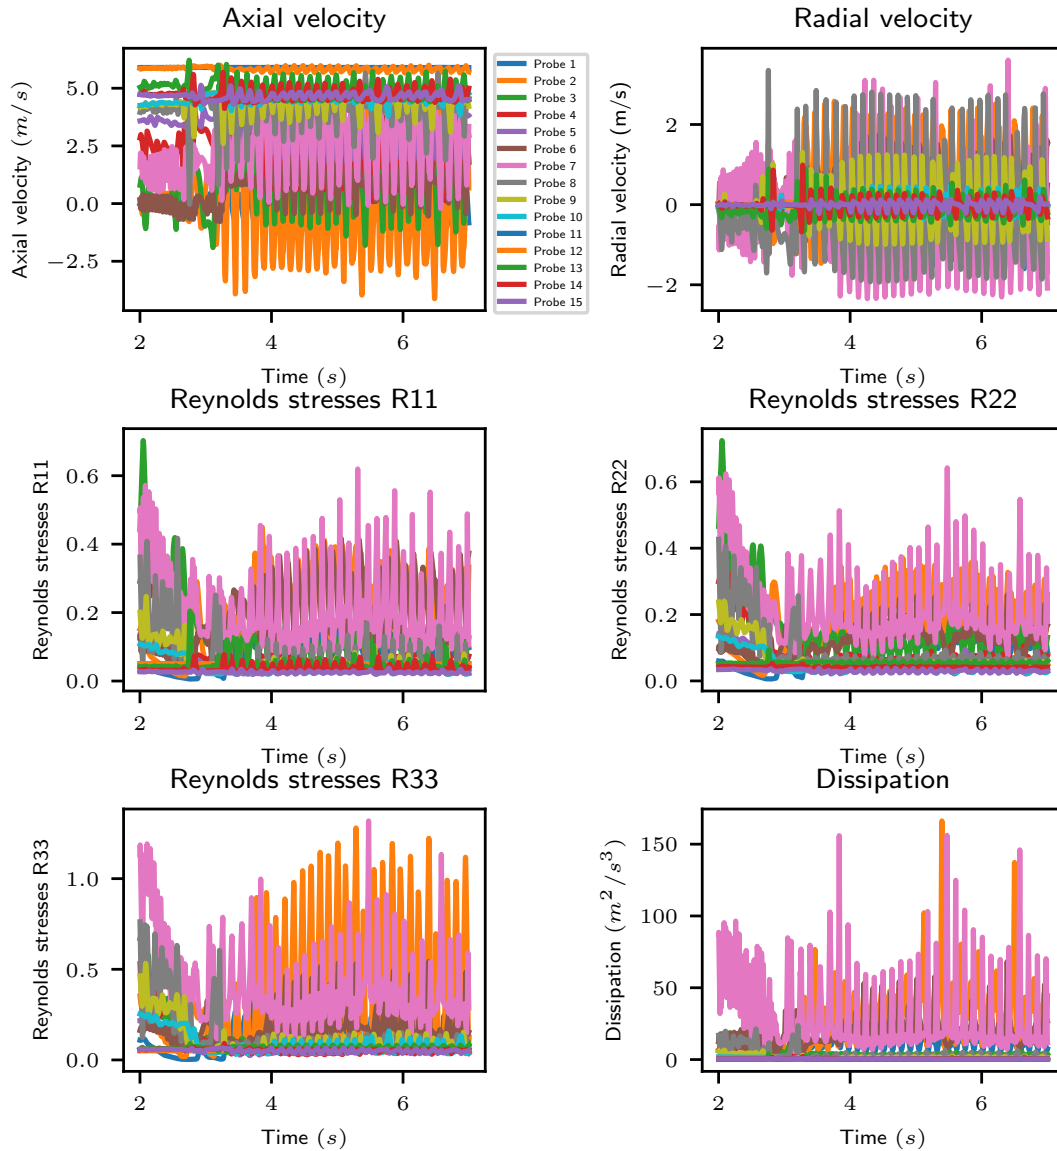 Axial velocity
Radial velocity
Axial velocity (m/s)
5.0
2.5
0.0
−2.5
2
4
6
Time (s)
Probe 1
Probe 2
Probe 3
Probe 4
Probe 5
Probe 6
Probe 7
Probe 8
Probe 9
Probe 10
Probe 11
Probe 12
Probe 13
Probe 14
Probe 15
Radial velocity (m/s)
2
0
−2
2
4
6
Time (s)
Reynolds stresses R11
Reynolds stresses R22
Reynolds stresses R11
0.6
0.4
0.2
0.0
2
4
6
Time (s)
Reynolds stresses R22
0.6
0.4
0.2
0.0
2
4
6
Time (s)
Reynolds stresses R33
Dissipation
Reynolds stresses R33
1.0
0.5
0.0
2
4
6
Time (s)
Dissipation (m²/s³)
150
100
50
0
2
4
6
Time (s)